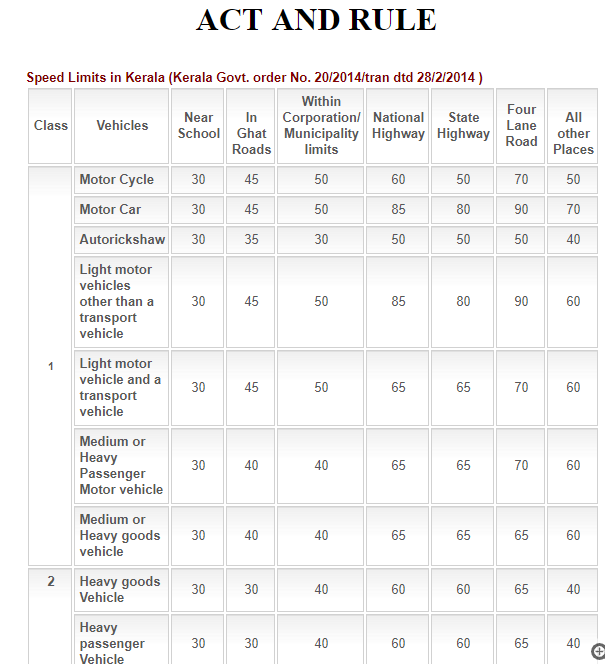 ACT AND RULE
Speed Limits in Kerala (Kerala Govt. order No. 20/2014/tran dtd 28/2/2014 )
Class Vehicles Near School In Ghat Roads Within Corporation/ Municipality limits National Highway State Highway Four Lane Road All other Places
1
Motor Cycle 30 45 50 60 50 70 50
Motor Car 30 45 50 85 80 90 70
Autorickshaw 30 35 30 50 50 50 40
Light motor vehicles other than a transport vehicle 30 45 50 85 80 90 60
Light motor vehicle and a transport vehicle 30 45 50 65 65 70 60
Medium or Heavy Passenger Motor vehicle 30 40 40 65 65 70 60
Medium or Heavy goods vehicle 30 40 40 65 65 65 60
2
Heavy goods Vehicle 30 30 40 60 60 65 40
Heavy passenger Vehicle 30 30 40 60 60 65 40